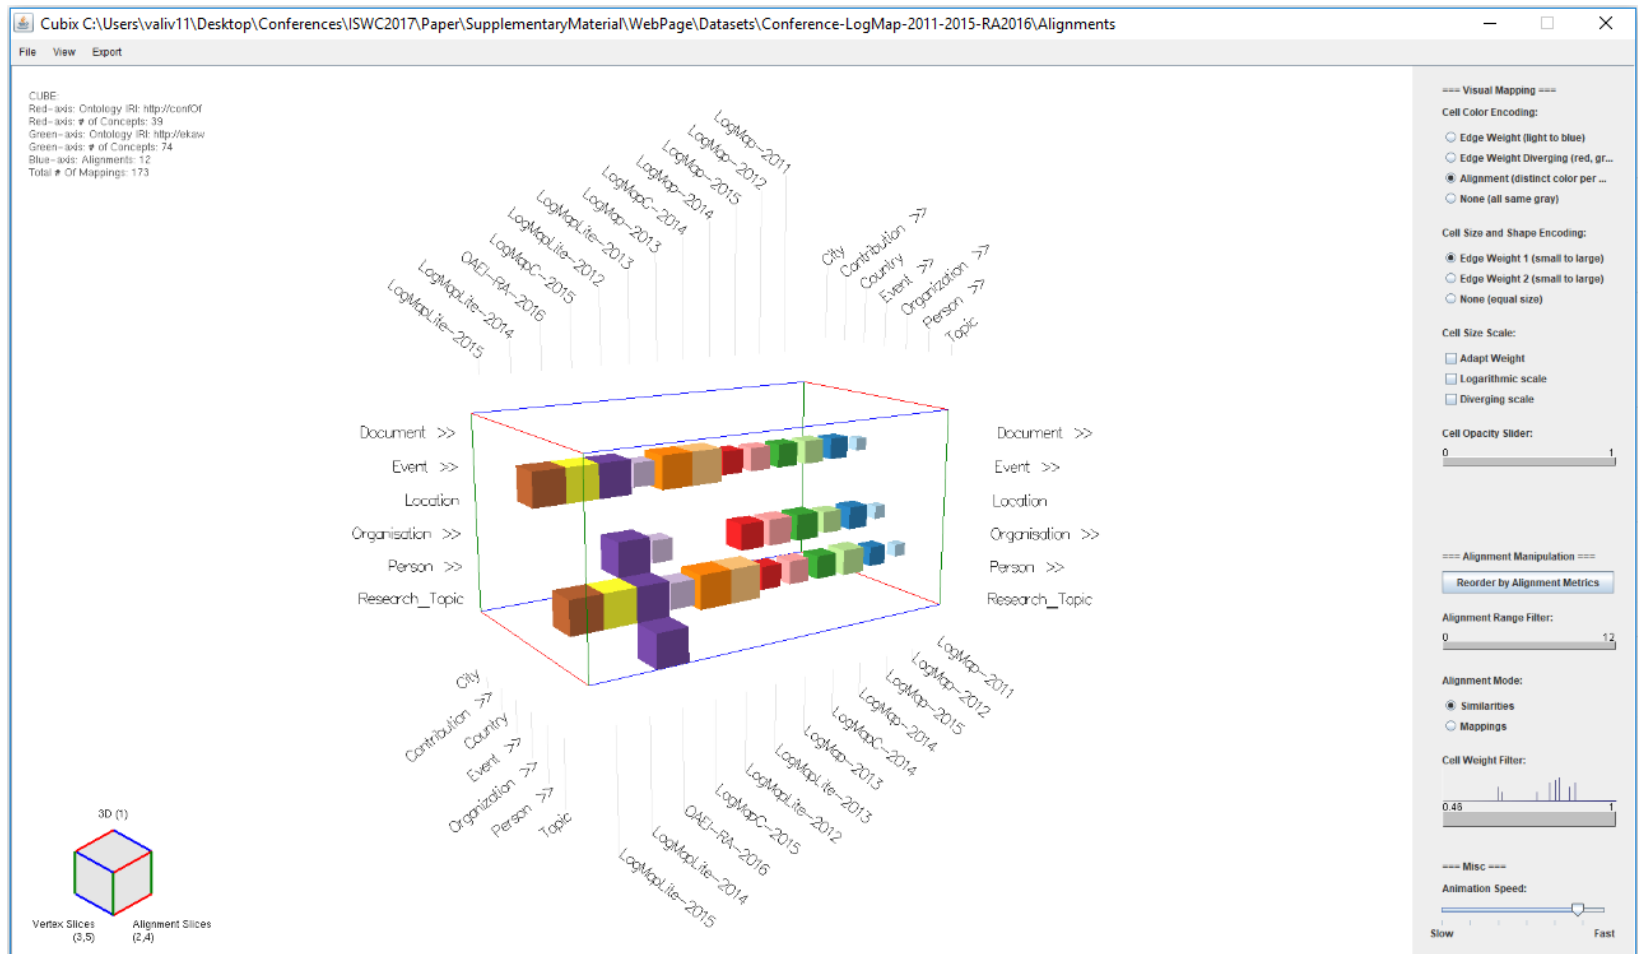 Cubix C:\Users\valiv11\Desktop\Conferences\ISWC2017\Paper\SupplementaryMaterial\WebPage\Datasets\Conference-LogMap-2011-2015-RA2016\Alignments
File View Export
CUBE:
Red-axis: Ontology IRI: http://confOf
Red-axis: # of Concepts: 39
Green-axis: Ontology IRI: http://ekaw
Green-axis: # of Concepts: 74
Blue-axis: Alignments: 12
Total # Of Mappings: 173
LogMap-2011
LogMap-2012
LogMap-2015
LogMap-2014
LogMapC-2014
LogMap-2013
LogMapLite-2013
LogMapLite-2012
LogMapC-2015
OAEI-RA-2016
LogMapLite-2014
LogMapLite-2015
City
Contribution >>
Country
Event >>
Organization >>
Person >>
Topic
Document >>
Event >>
Location
Organisation >>
Person >>
Research_Topic
Document >>
Event >>
Location
Organisation >>
Person >>
Research_Topic
City
Contribution >>
Country
Event >>
Organization >>
Person >>
Topic
LogMap-2011
LogMap-2012
LogMap-2015
LogMap-2014
LogMapC-2014
LogMap-2013
LogMapLite-2013
LogMapLite-2012
LogMapC-2015
OAEI-RA-2016
LogMapLite-2014
LogMapLite-2015
3D (1)
Vertex Slices
(3,5)
Alignment Slices
(2,4)
=== Visual Mapping ===
Cell Color Encoding:
Edge Weight (light to blue)
Edge Weight Diverging (red, gr...
Alignment (distinct color per ...
None (all same gray)
Cell Size and Shape Encoding:
Edge Weight 1 (small to large)
Edge Weight 2 (small to large)
None (equal size)
Cell Size Scale:
Adapt Weight
Logarithmic scale
Diverging scale
Cell Opacity Slider:
0 1
=== Alignment Manipulation ===
Reorder by Alignment Metrics
Alignment Range Filter:
0 12
Alignment Mode:
Similarities
Mappings
Cell Weight Filter:
0.46 1
=== Misc ===
Animation Speed:
Slow Fast